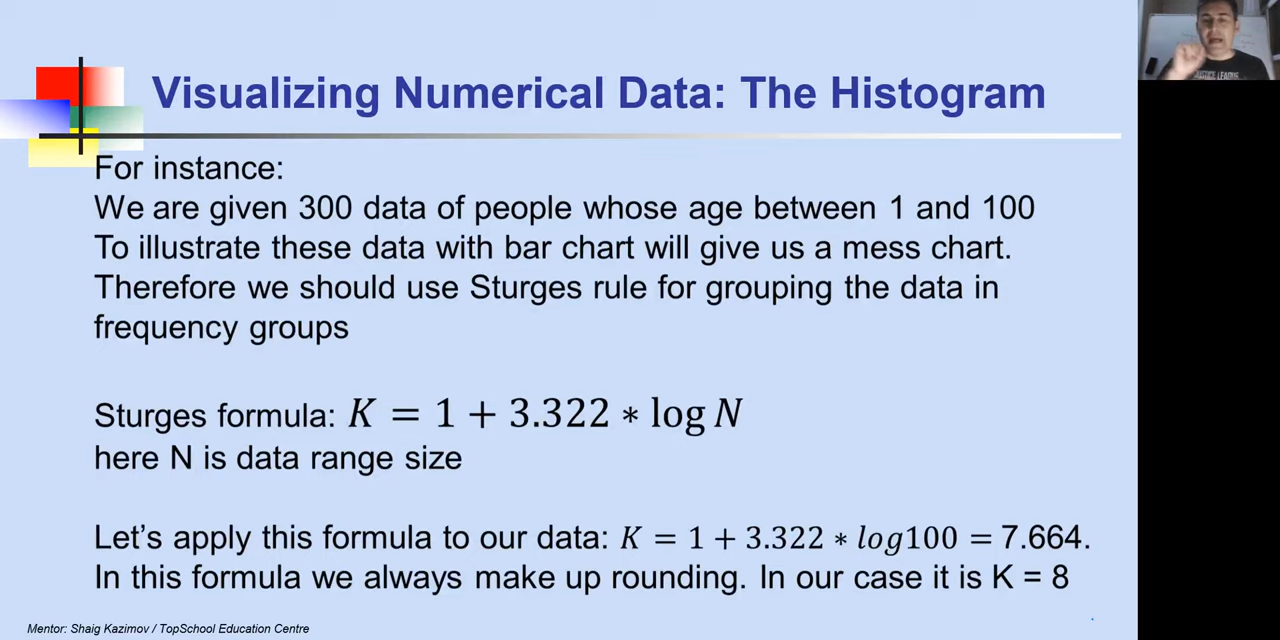 Visualizing Numerical Data: The Histogram
For instance:
We are given 300 data of people whose age between 1 and 100
To illustrate these data with bar chart will give us a mess chart.
Therefore we should use Sturges rule for grouping the data in
frequency groups
Sturges formula: K = 1 + 3.322 ∗ log N
here N is data range size
Let's apply this formula to our data: K = 1 + 3.322 ∗ log100 = 7.664.
In this formula we always make up rounding. In our case it is K = 8
Mentor: Shaig Kazimov / TopSchool Education Centre
JUSTICE LEAGUE